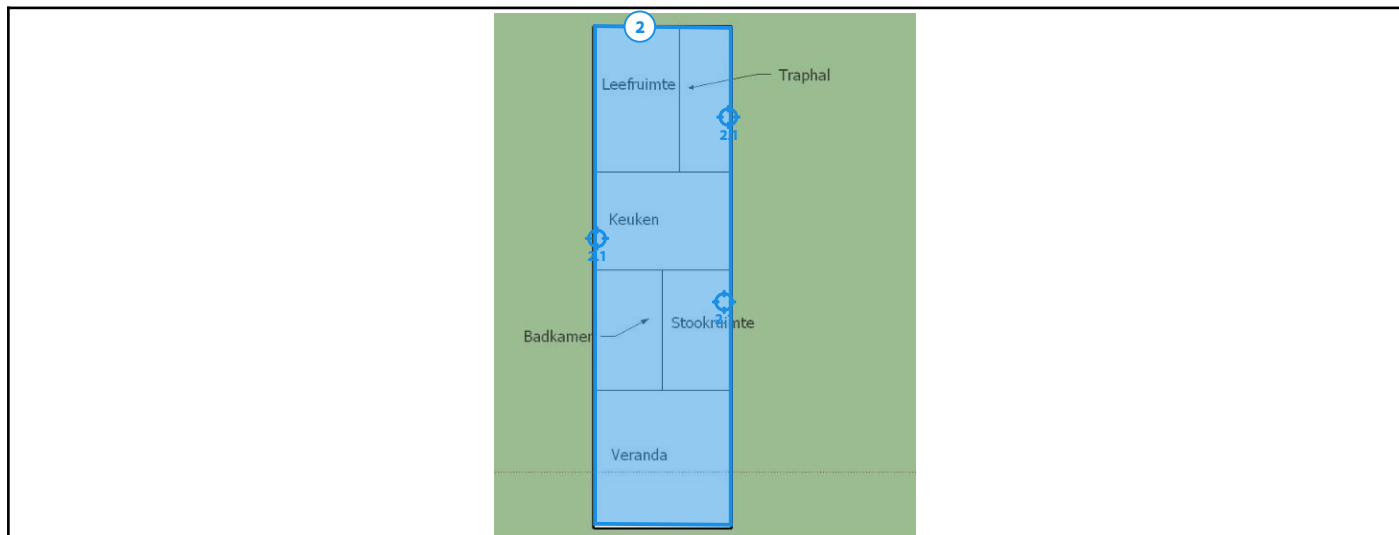 2
Leefruimte
Traphal
2.1
Keuken
2.1
Stookruimte
Badkamer
Veranda